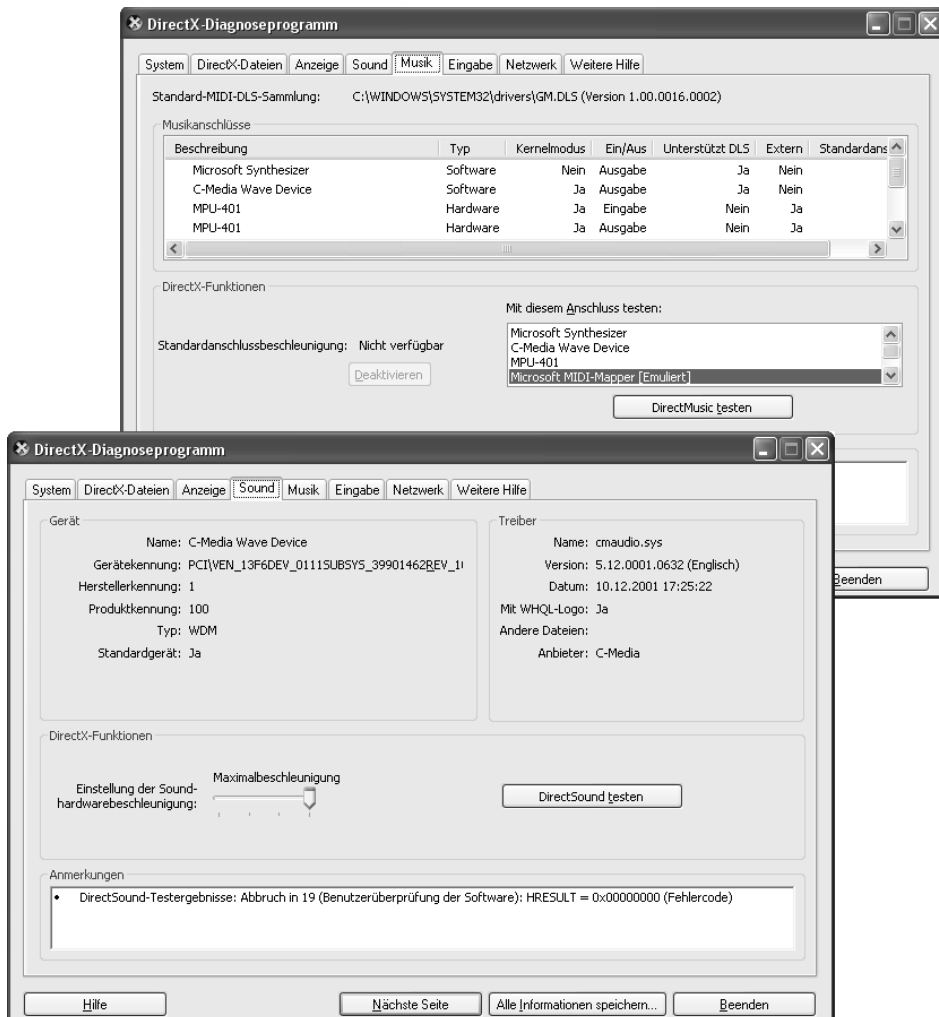 DirectX-Diagnoseprogramm
System DirectX-Dateien Anzeige Sound Musik Eingabe Netzwerk Weitere Hilfe
Standard-MIDI-DLS-Sammlung: C:\WINDOWS\SYSTEM32\drivers\GM.DLS (Version 1.00.0016.0002)
Musikanschlüsse
Beschreibung Typ Kernelmodus Ein/Aus Unterstützt DLS Extern Standardans
Microsoft Synthesizer Software Nein Ausgabe Ja Nein
C-Media Wave Device Software Ja Ausgabe Ja Nein
MPU-401 Hardware Ja Eingabe Nein Ja
MPU-401 Hardware Ja Ausgabe Nein Ja
DirectX-Funktionen
Mit diesem Anschluss testen:
Standardanschlussbeschleunigung: Nicht verfügbar
Deaktivieren
Microsoft Synthesizer
C-Media Wave Device
MPU-401
Microsoft MIDI-Mapper [Emuliert]
DirectMusic testen
Beenden
DirectX-Diagnoseprogramm
System DirectX-Dateien Anzeige Sound Musik Eingabe Netzwerk Weitere Hilfe
Gerät
Name: C-Media Wave Device
Gerätekennung: PCI\VEN_13F6DEV_0111SUBSYS_39901462REV_1
Herstellerkennung: 1
Produktkennung: 100
Typ: WDM
Standardgerät: Ja
Treiber
Name: cmaudio.sys
Version: 5.12.0001.0632 (Englisch)
Datum: 10.12.2001 17:25:22
Mit WHQL-Logo: Ja
Andere Dateien:
Anbieter: C-Media
DirectX-Funktionen
Einstellung der Sound-
hardwarebeschleunigung:
Maximalbeschleunigung
DirectSound testen
Anmerkungen
• DirectSound-Testergebnisse: Abbruch in 19 (Benutzerüberprüfung der Software): HRESULT = 0x00000000 (Fehlercode)
Hilfe Nächste Seite Alle Informationen speichern... Beenden